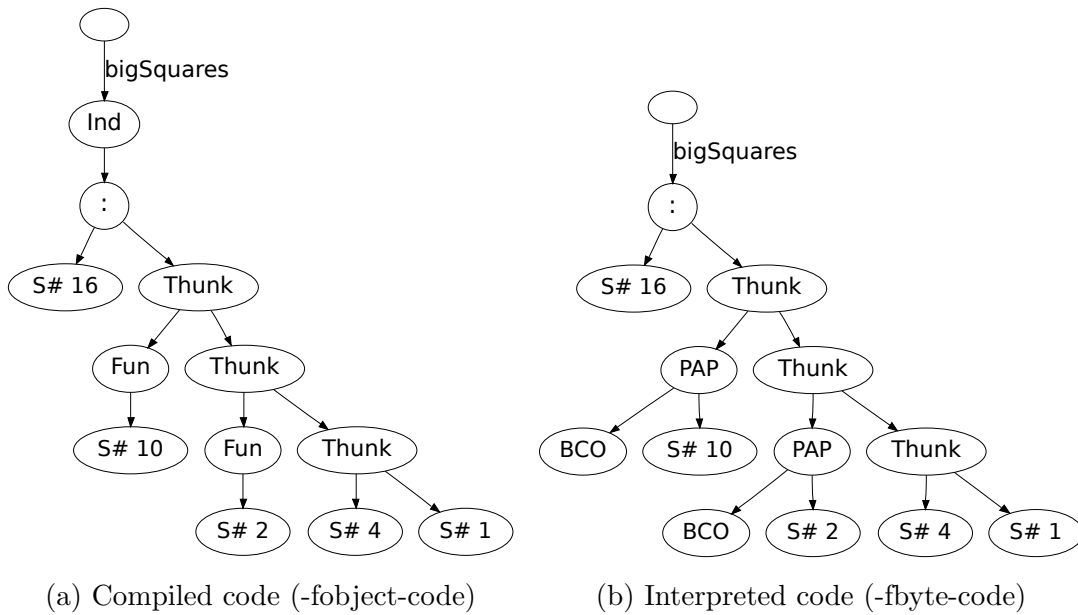 bigSquares
Ind
:
S# 16
Thunk
Fun
Thunk
S# 10
Fun
Thunk
S# 2
S# 4
S# 1
(a) Compiled code (-fobject-code)
bigSquares
:
S# 16
Thunk
PAP
Thunk
BCO
S# 10
PAP
Thunk
BCO
S# 2
S# 4
S# 1
(b) Interpreted code (-fbyte-code)